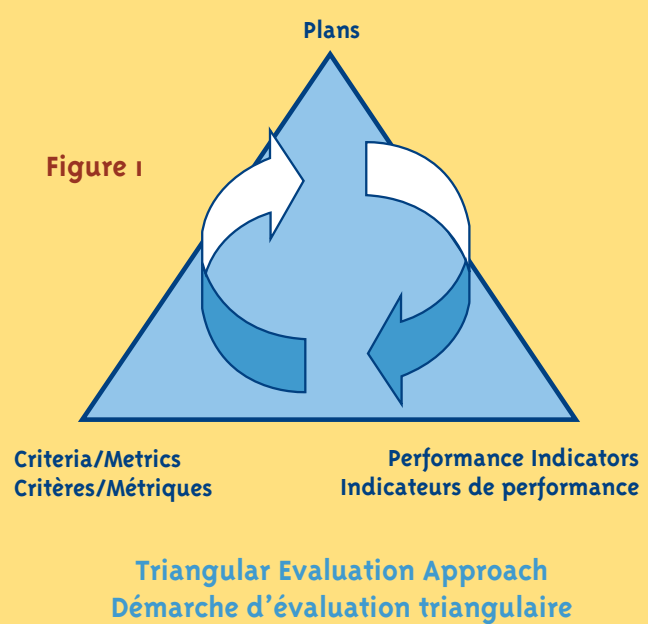 Plans
Figure 1
Criteria/Metrics
Critères/Métriques
Performance Indicators
Indicateurs de performance
Triangular Evaluation Approach
Démarche d'évaluation triangulaire